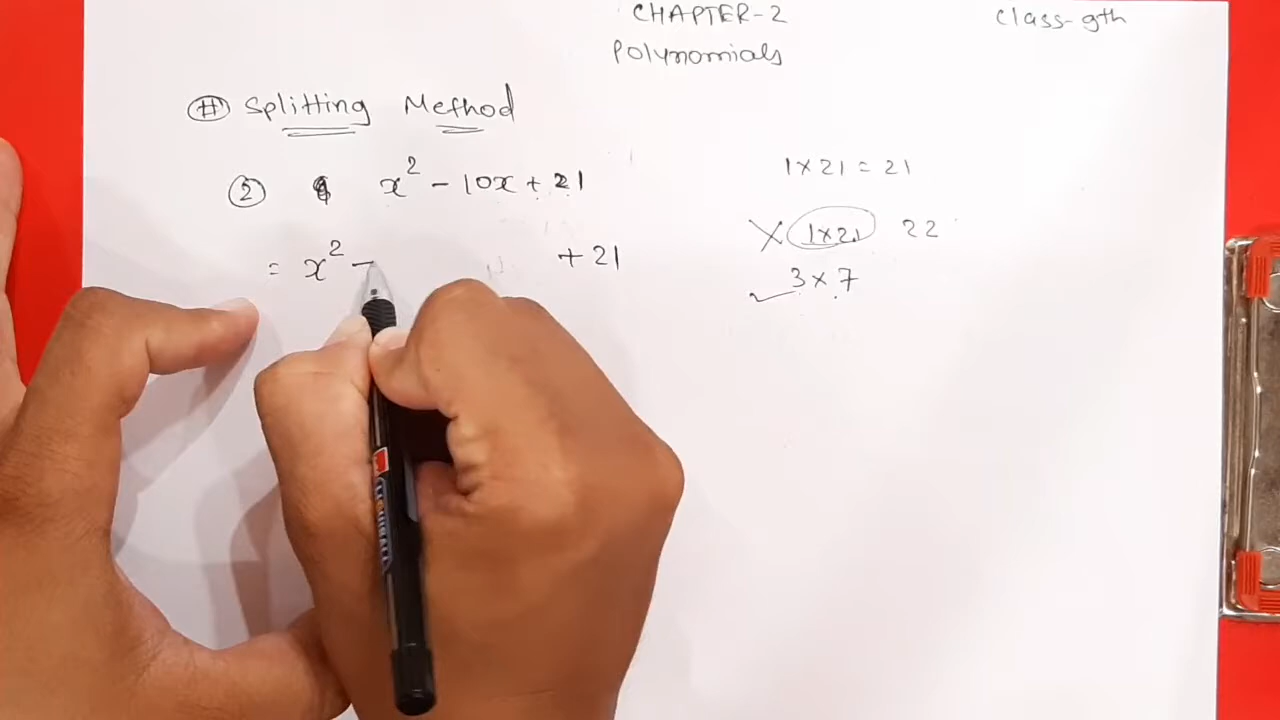 CHAPTER-2
Class-9th
Polynomials
# Splitting Method
② x² - 10x + 21
= x² - + 21
1 × 21 = 21
× 1×21 22
3 × 7
✓